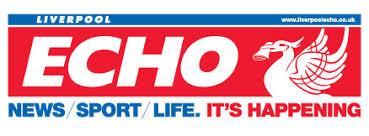 LIVERPOOL
www.liverpoolecho.co.uk
ECHO
NEWS/SPORT/LIFE. IT'S HAPPENING